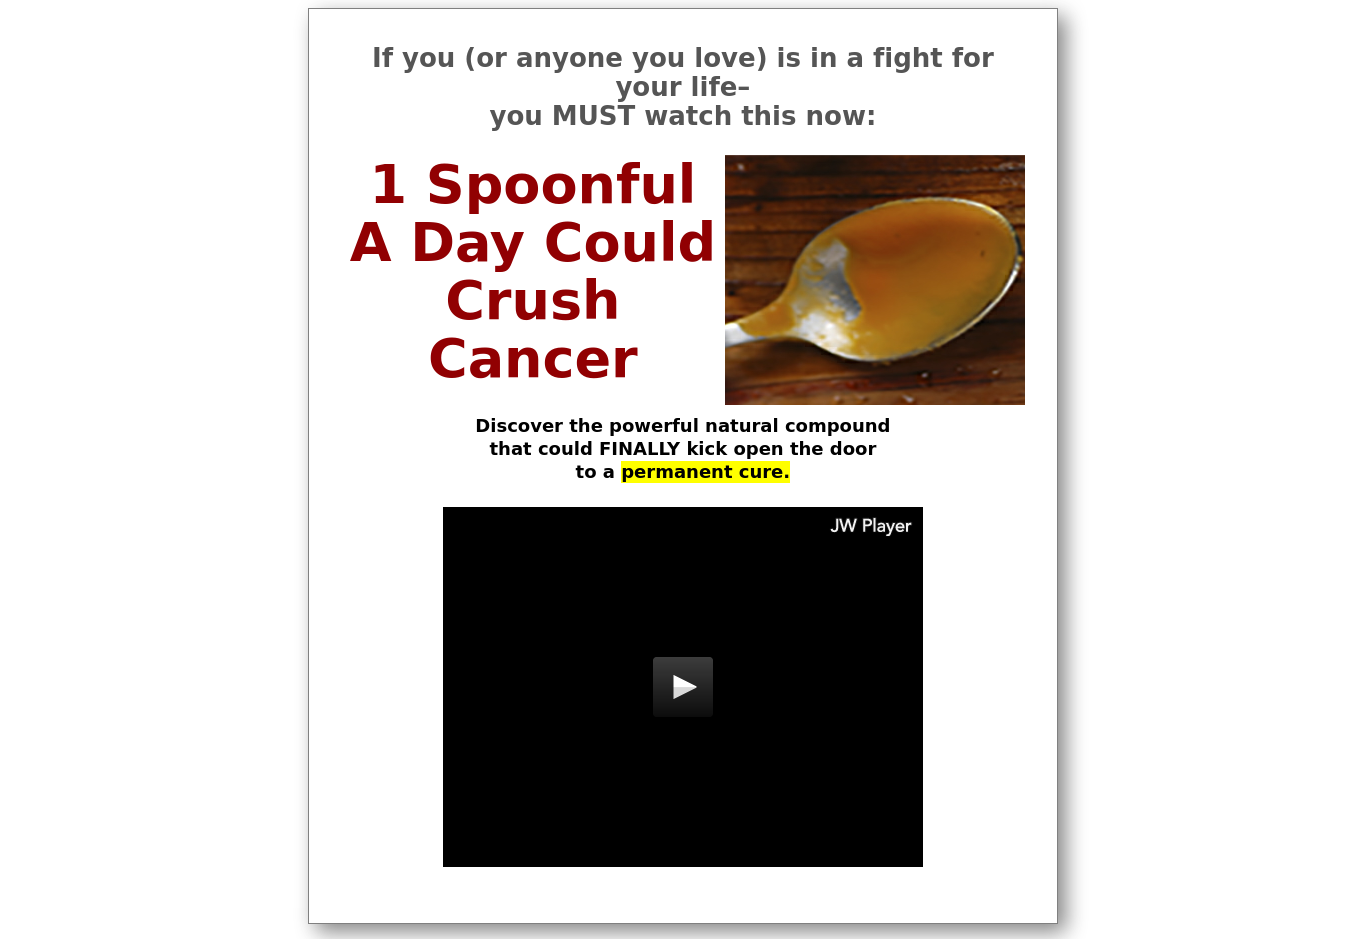 If you (or anyone you love) is in a fight for
your life–
you MUST watch this now:
1 Spoonful
A Day Could
Crush
Cancer
Discover the powerful natural compound
that could FINALLY kick open the door
to a permanent cure.
JW Player